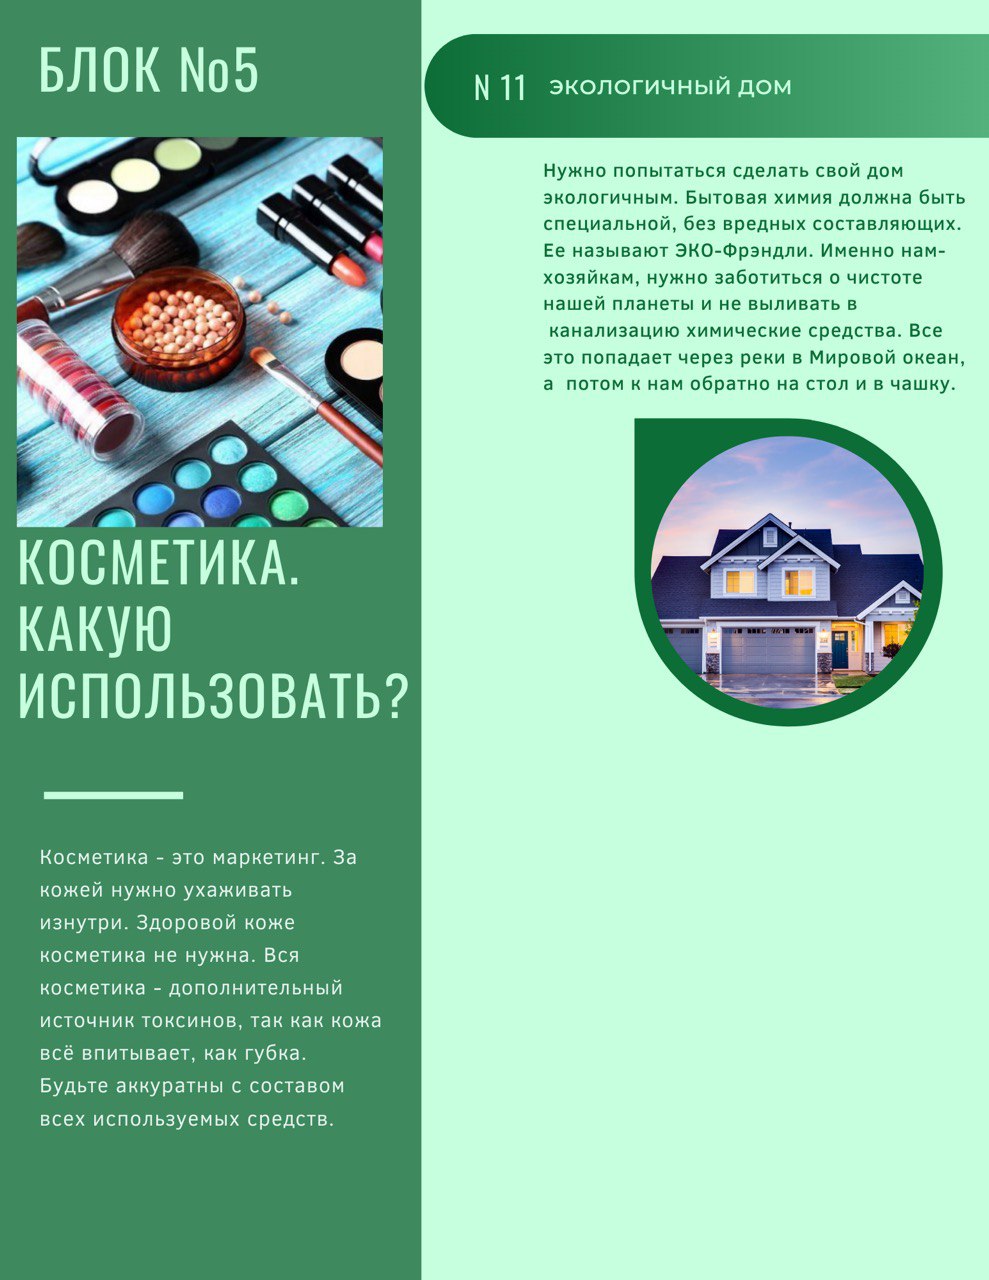 БЛОК №5
КОСМЕТИКА.
КАКУЮ
ИСПОЛЬЗОВАТЬ?
Косметика - это маркетинг. За
кожей нужно ухаживать
изнутри. Здоровой коже
косметика не нужна. Вся
косметика - дополнительный
источник токсинов, так как кожа
всё впитывает, как губка.
Будьте аккуратны с составом
всех используемых средств.
N 11 ЭКОЛОГИЧНЫЙ ДОМ
Нужно попытаться сделать свой дом
экологичным. Бытовая химия должна быть
специальной, без вредных составляющих.
Ее называют ЭКО-Фрэндли. Именно нам-
хозяйкам, нужно заботиться о чистоте
нашей планеты и не выливать в
канализацию химические средства. Все
это попадает через реки в Мировой океан,
а потом к нам обратно на стол и в чашку.